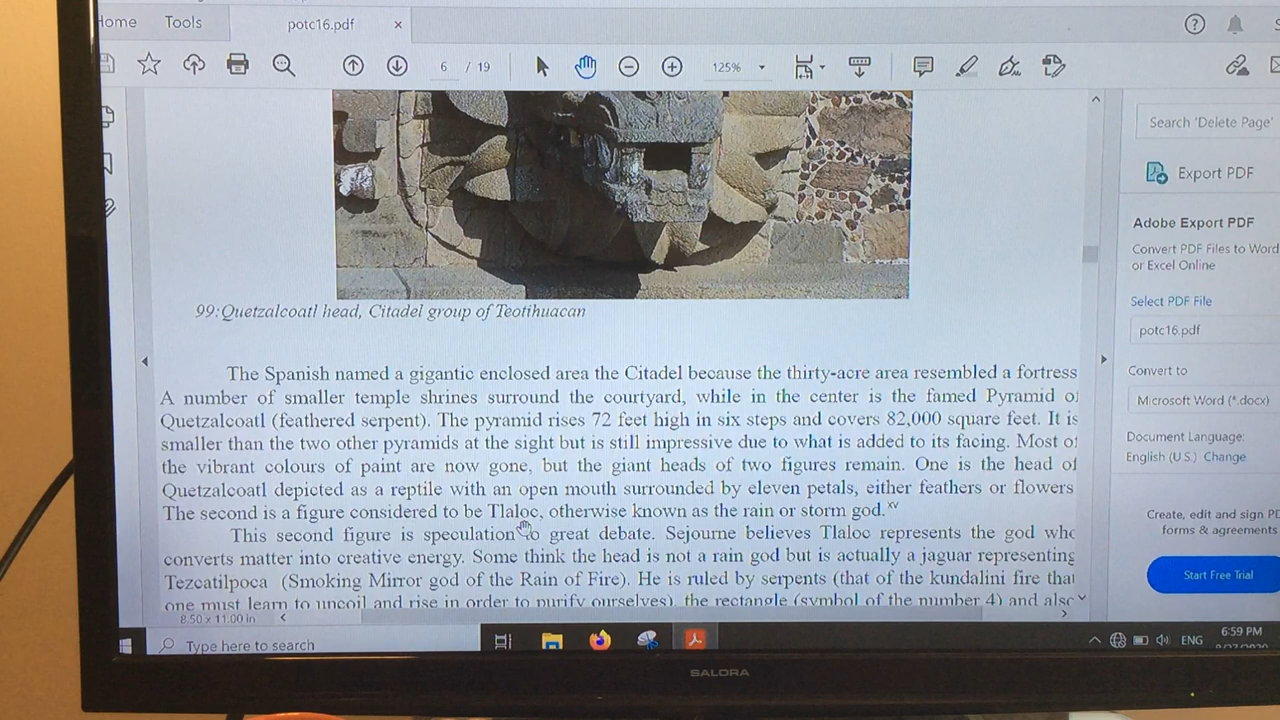 Home Tools potc16.pdf ×
6 / 19 125%
Search 'Delete Page'
Export PDF
Adobe Export PDF
Convert PDF Files to Word
or Excel Online
Select PDF File
potc16.pdf
Convert to
Microsoft Word (*.docx)
Document Language:
English (U.S.) Change
Create, edit and sign PD
forms & agreements
Start Free Trial
99:Quetzalcoatl head, Citadel group of Teotihuacan
The Spanish named a gigantic enclosed area the Citadel because the thirty-acre area resembled a fortress
A number of smaller temple shrines surround the courtyard, while in the center is the famed Pyramid of
Quetzalcoatl (feathered serpent). The pyramid rises 72 feet high in six steps and covers 82,000 square feet. It is
smaller than the two other pyramids at the sight but is still impressive due to what is added to its facing. Most of
the vibrant colours of paint are now gone, but the giant heads of two figures remain. One is the head of
Quetzalcoatl depicted as a reptile with an open mouth surrounded by eleven petals, either feathers or flowers
The second is a figure considered to be Tlaloc, otherwise known as the rain or storm god.xv
This second figure is speculation to great debate. Sejourne believes Tlaloc represents the god who
converts matter into creative energy. Some think the head is not a rain god but is actually a jaguar representing
Tezcatilpoca (Smoking Mirror god of the Rain of Fire). He is ruled by serpents (that of the kundalini fire that
one must learn to uncoil and rise in order to purify ourselves), the rectangle (symbol of the number 4) and also
8.50 x 11.00 in
Type here to search
ENG 6:59 PM
SALORA